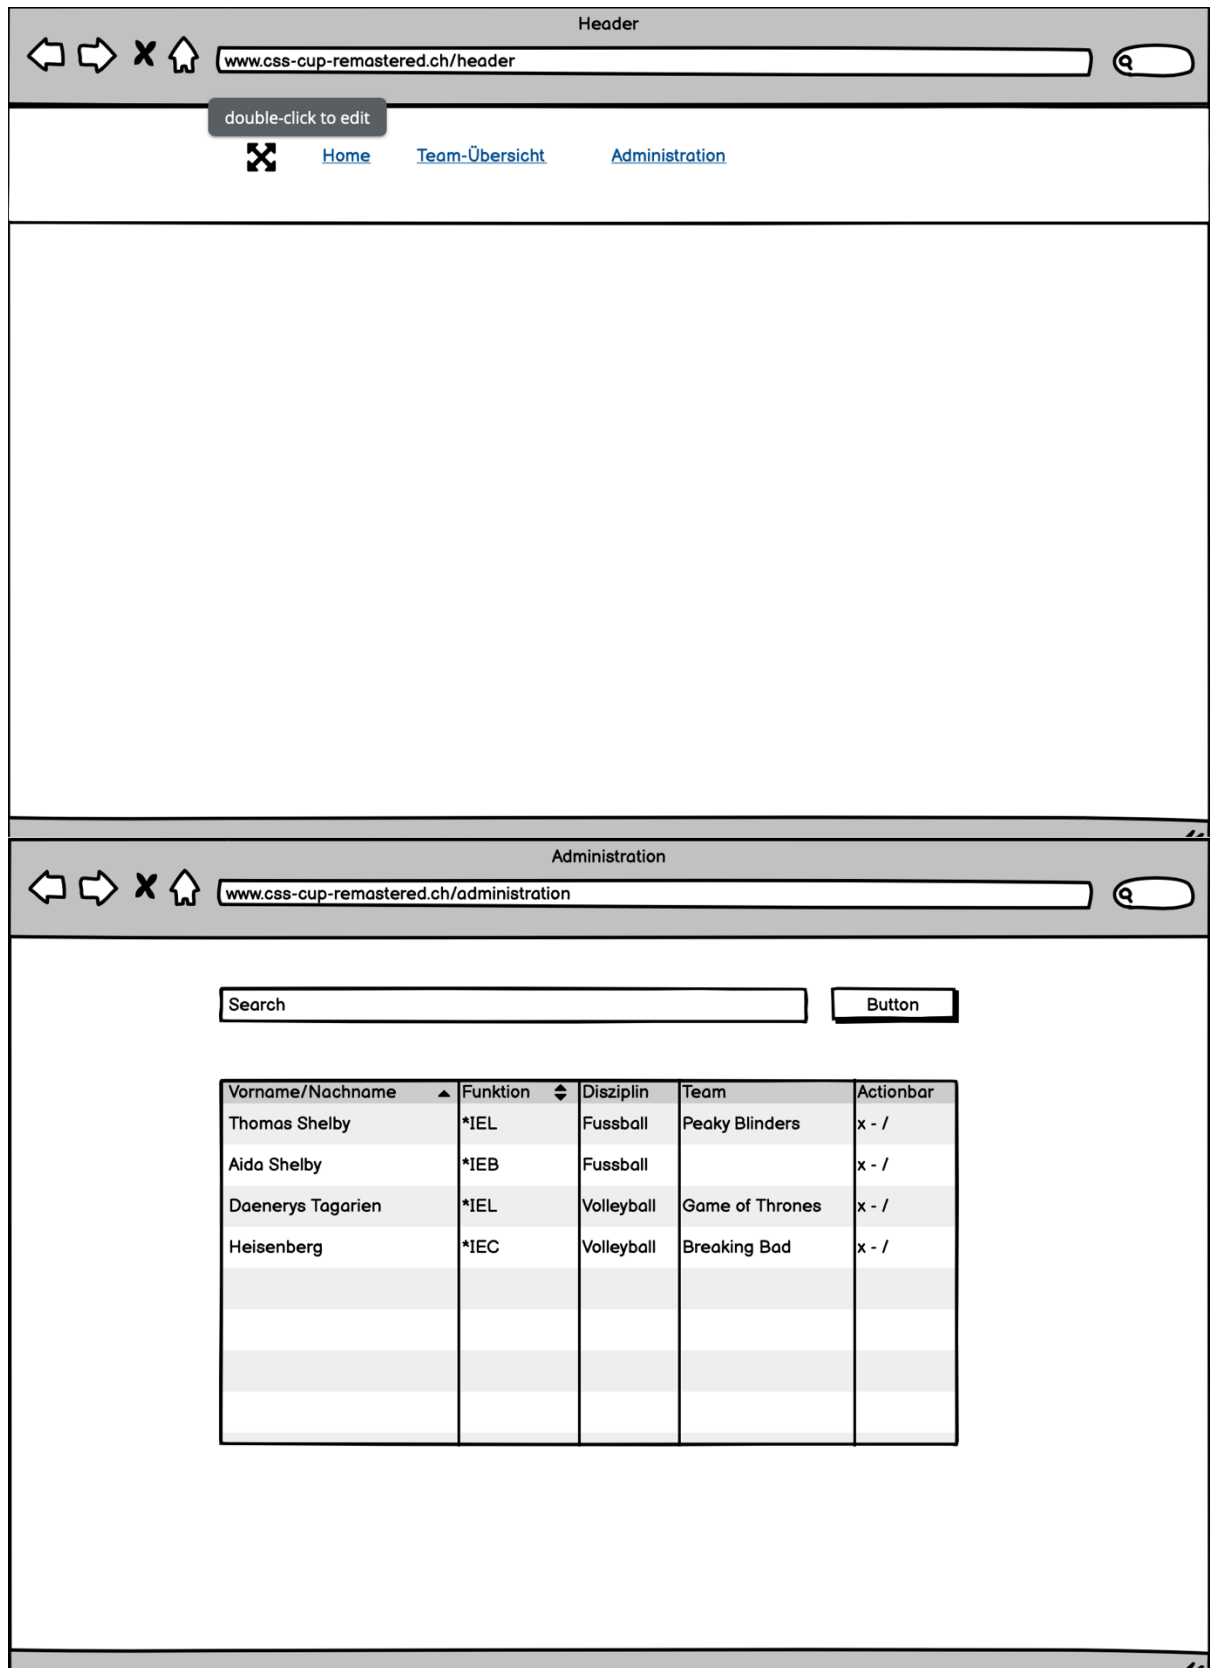 Header
www.css-cup-remastered.ch/header
double-click to edit
Home Team-Übersicht Administration
Administration
www.css-cup-remastered.ch/administration
Search Button
Vorname/Nachname Funktion Disziplin Team Actionbar
Thomas Shelby *IEL Fussball Peaky Blinders x - /
Aida Shelby *IEB Fussball x - /
Daenerys Tagarien *IEL Volleyball Game of Thrones x - /
Heisenberg *IEC Volleyball Breaking Bad x - /